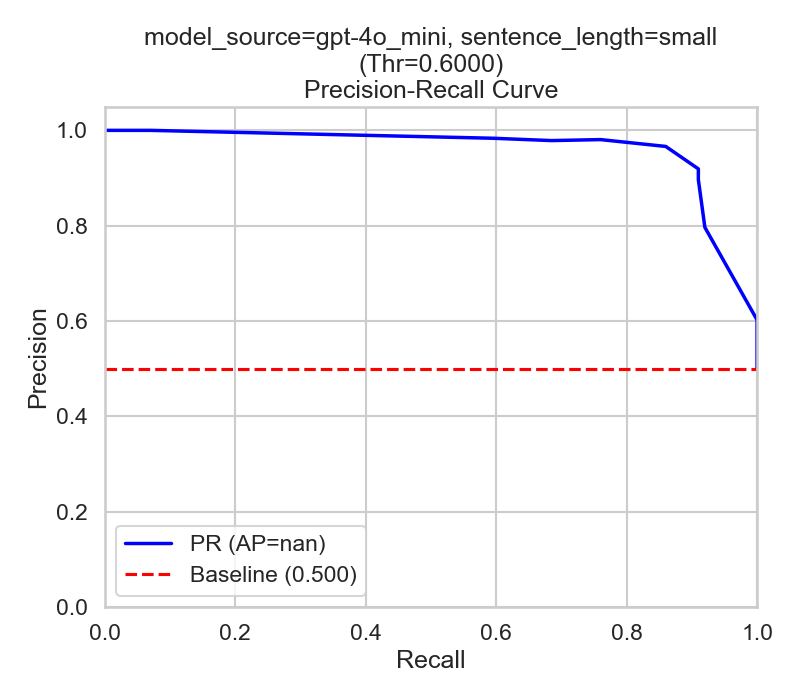 model_source=gpt-4o_mini, sentence_length=small
(Thr=0.6000)
Precision-Recall Curve
1.0
0.8
0.6
0.4
0.2
0.0
Precision
PR (AP=nan)
Baseline (0.500)
0.0 0.2 0.4 0.6 0.8 1.0
Recall